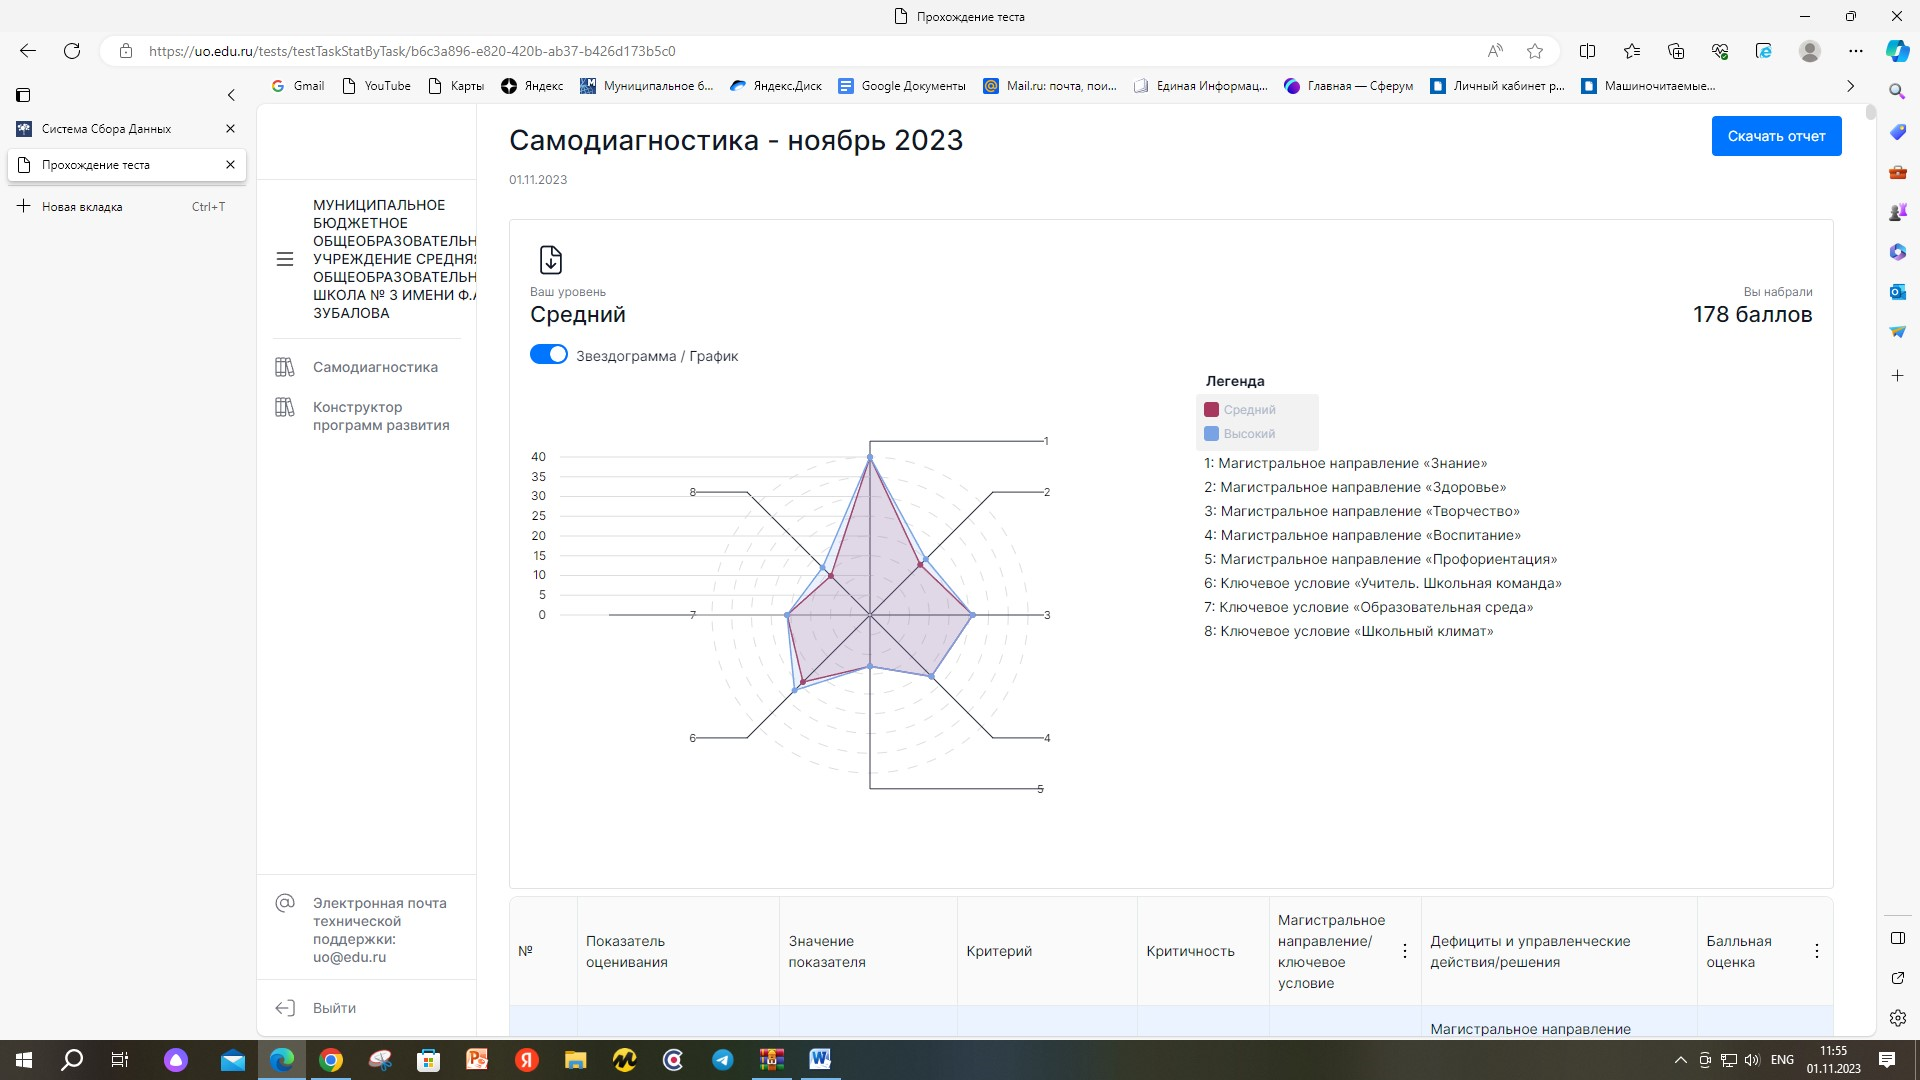 Прохождение теста
https://uo.edu.ru/tests/testTaskStatByTask/b6c3a896-e820-420b-ab37-b426d173b5c0
Gmail
YouTube
Карты
Яндекс
Муниципальное б...
Яндекс.Диск
Google Документы
Mail.ru: почта, пои...
Единая Информац...
Главная — Сферум
Личный кабинет р...
Машиночитаемые...
Система Сбора Данных
Прохождение теста
Новая вкладка Ctrl+T
МУНИЦИПАЛЬНОЕ
БЮДЖЕТНОЕ
ОБЩЕОБРАЗОВАТЕЛЬН
УЧРЕЖДЕНИЕ СРЕДНЯ
ОБЩЕОБРАЗОВАТЕЛЬН
ШКОЛА № 3 ИМЕНИ Ф.А
ЗУБАЛОВА
Самодиагностика
Конструктор
программ развития
Электронная почта
технической
поддержки:
uo@edu.ru
Выйти
Самодиагностика - ноябрь 2023
Скачать отчет
01.11.2023
Ваш уровень
Средний
Вы набрали
178 баллов
Звездограмма / График
40
35
30
25
20
15
10
5
0
1
2
3
4
5
6
7
8
Легенда
Средний
Высокий
1: Магистральное направление «Знание»
2: Магистральное направление «Здоровье»
3: Магистральное направление «Творчество»
4: Магистральное направление «Воспитание»
5: Магистральное направление «Профориентация»
6: Ключевое условие «Учитель. Школьная команда»
7: Ключевое условие «Образовательная среда»
8: Ключевое условие «Школьный климат»
№
Показатель
оценивания
Значение
показателя
Критерий
Критичность
Магистральное
направление/
ключевое
условие
Дефициты и управленческие
действия/решения
Балльная
оценка
Магистральное направление
ENG
11:55
01.11.2023